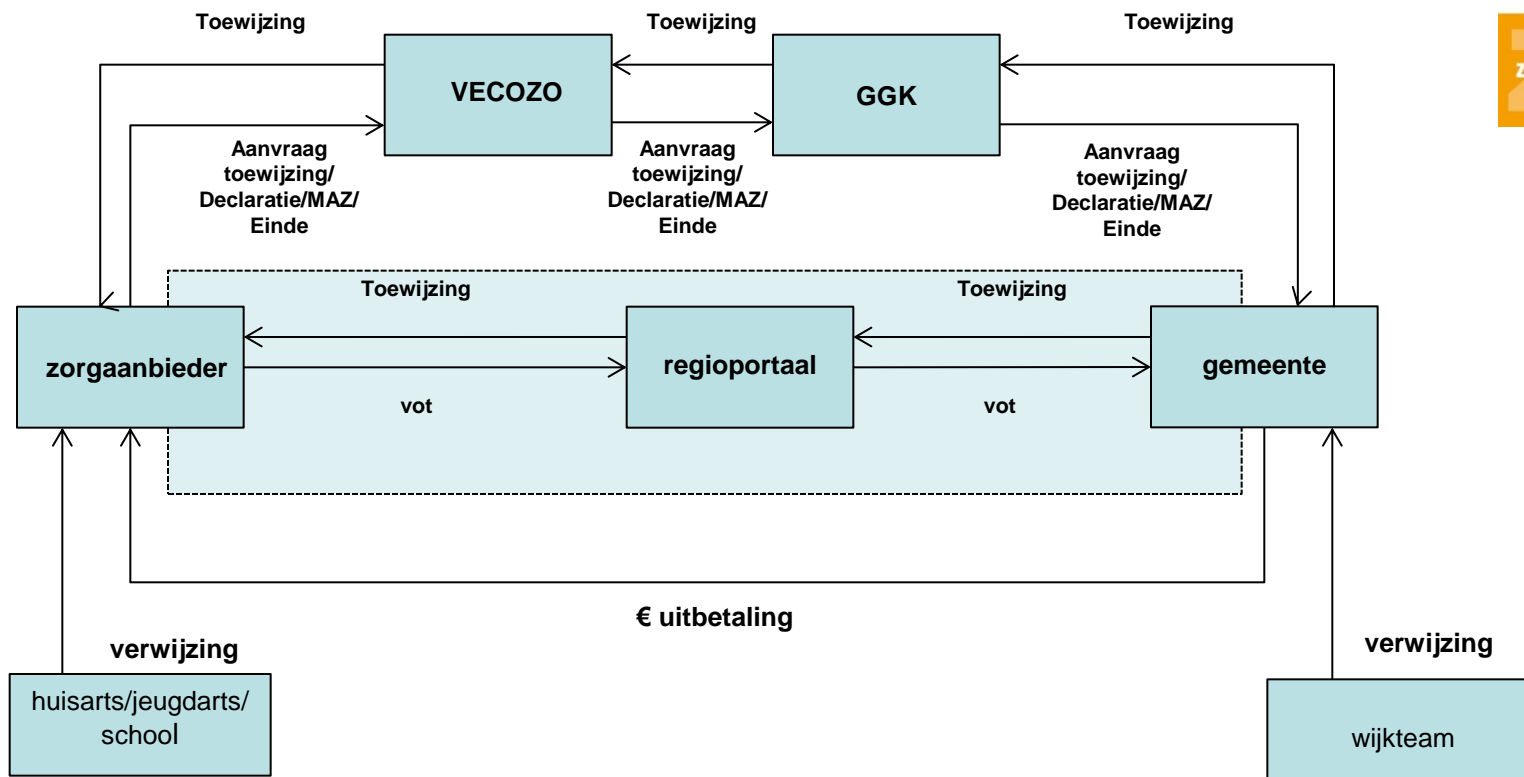 Toewijzing
Toewijzing
Toewijzing
VECOZO
GGK
Aanvraag
toewijzing/
Declaratie/MAZ/
Einde
Aanvraag
toewijzing/
Declaratie/MAZ/
Einde
Aanvraag
toewijzing/
Declaratie/MAZ/
Einde
Toewijzing
Toewijzing
zorgaanbieder
regioportaal
gemeente
vot
vot
€ uitbetaling
verwijzing
verwijzing
huisarts/jeugdarts/
school
wijkteam